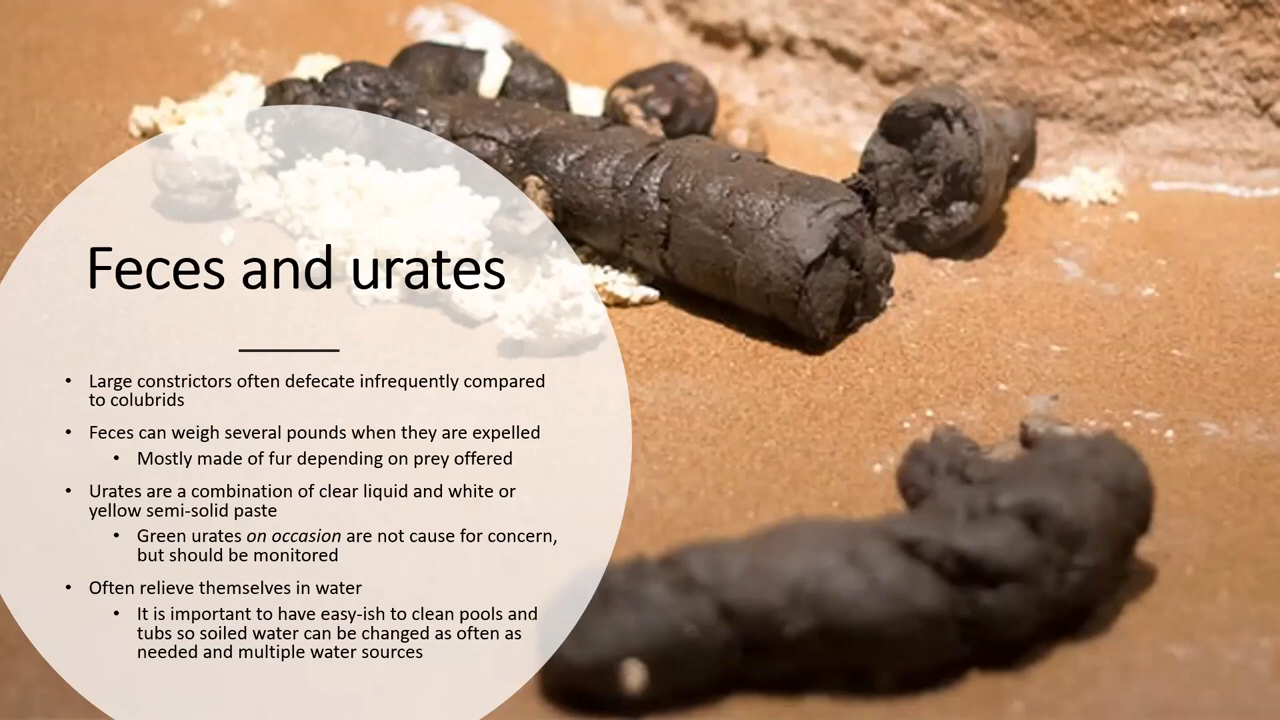 Feces and urates
• Large constrictors often defecate infrequently compared
to colubrids
• Feces can weigh several pounds when they are expelled
• Mostly made of fur depending on prey offered
• Urates are a combination of clear liquid and white or
yellow semi-solid paste
• Green urates on occasion are not cause for concern,
but should be monitored
• Often relieve themselves in water
• It is important to have easy-ish to clean pools and
tubs so soiled water can be changed as often as
needed and multiple water sources